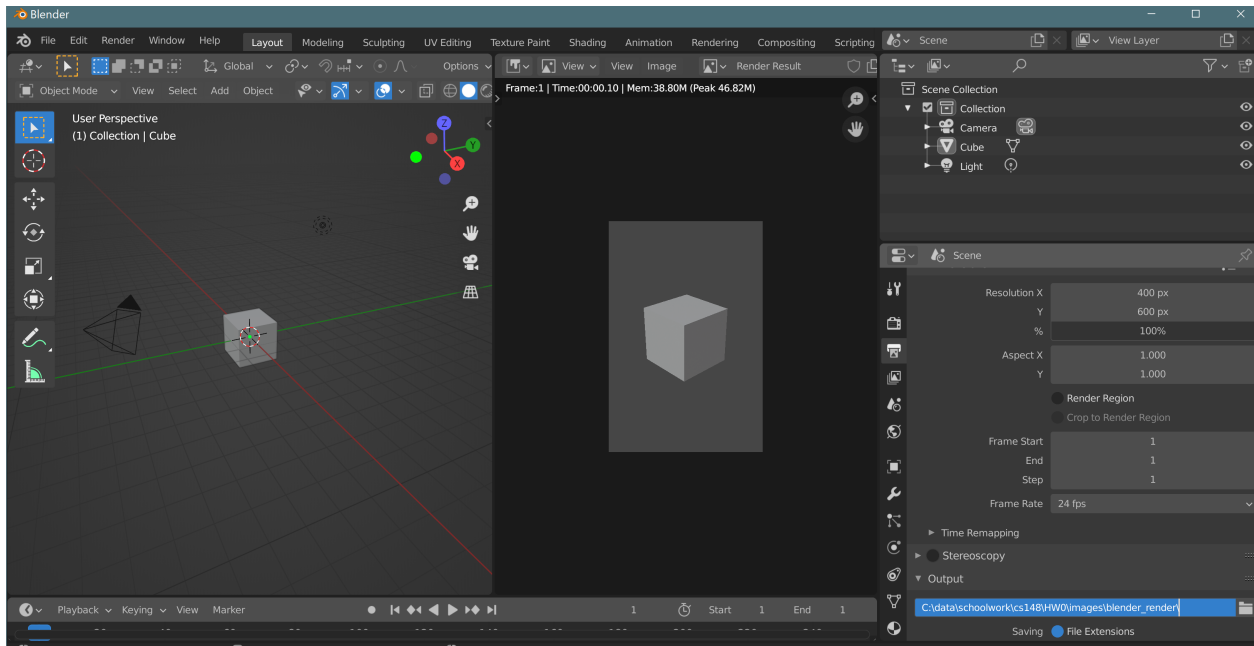 Blender
File Edit Render Window Help Layout Modeling Sculpting UV Editing Texture Paint Shading Animation Rendering Compositing Scripting Scene View Layer
Global Options View View Image Render Result
Object Mode View Select Add Object
User Perspective
(1) Collection | Cube
Z
Y
X
Frame:1 | Time:00:00.10 | Mem:38.80M (Peak 46.82M)
Scene Collection
Collection
Camera
Cube
Light
Scene
Resolution X 400 px
Y 600 px
% 100%
Aspect X 1.000
Y 1.000
Render Region
Crop to Render Region
Frame Start 1
End 1
Step 1
Frame Rate 24 fps
Time Remapping
Stereoscopy
Output
C:\data\schoolwork\cs148\HW0\images\blender_render\
Saving File Extensions
Playback Keying View Marker 1 Start 1 End 1